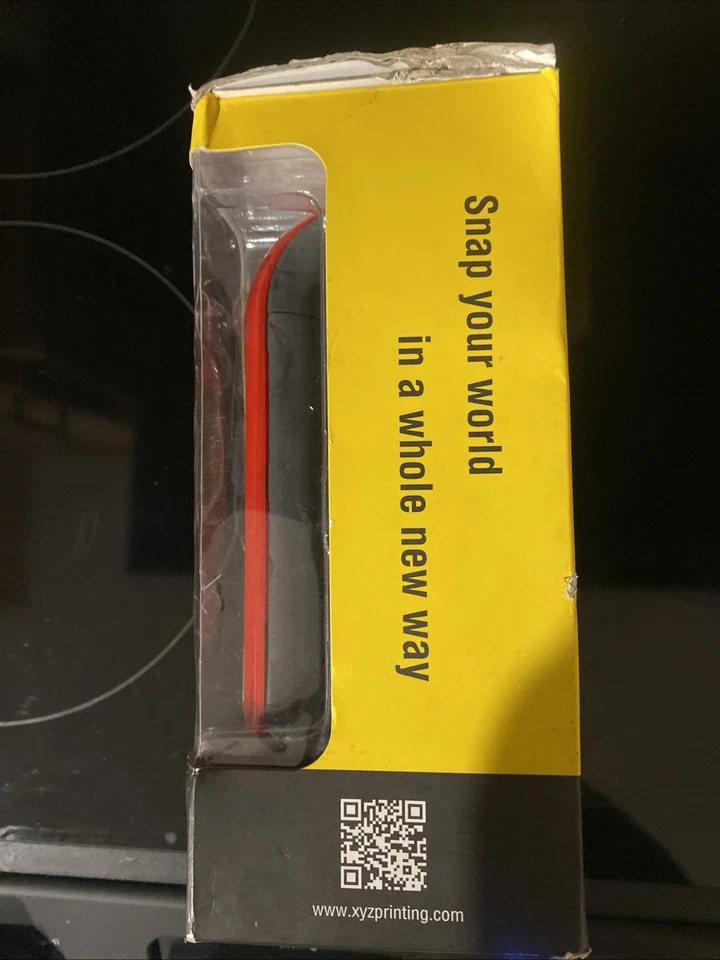 Snap your world
in a whole new way
www.xyzprinting.com